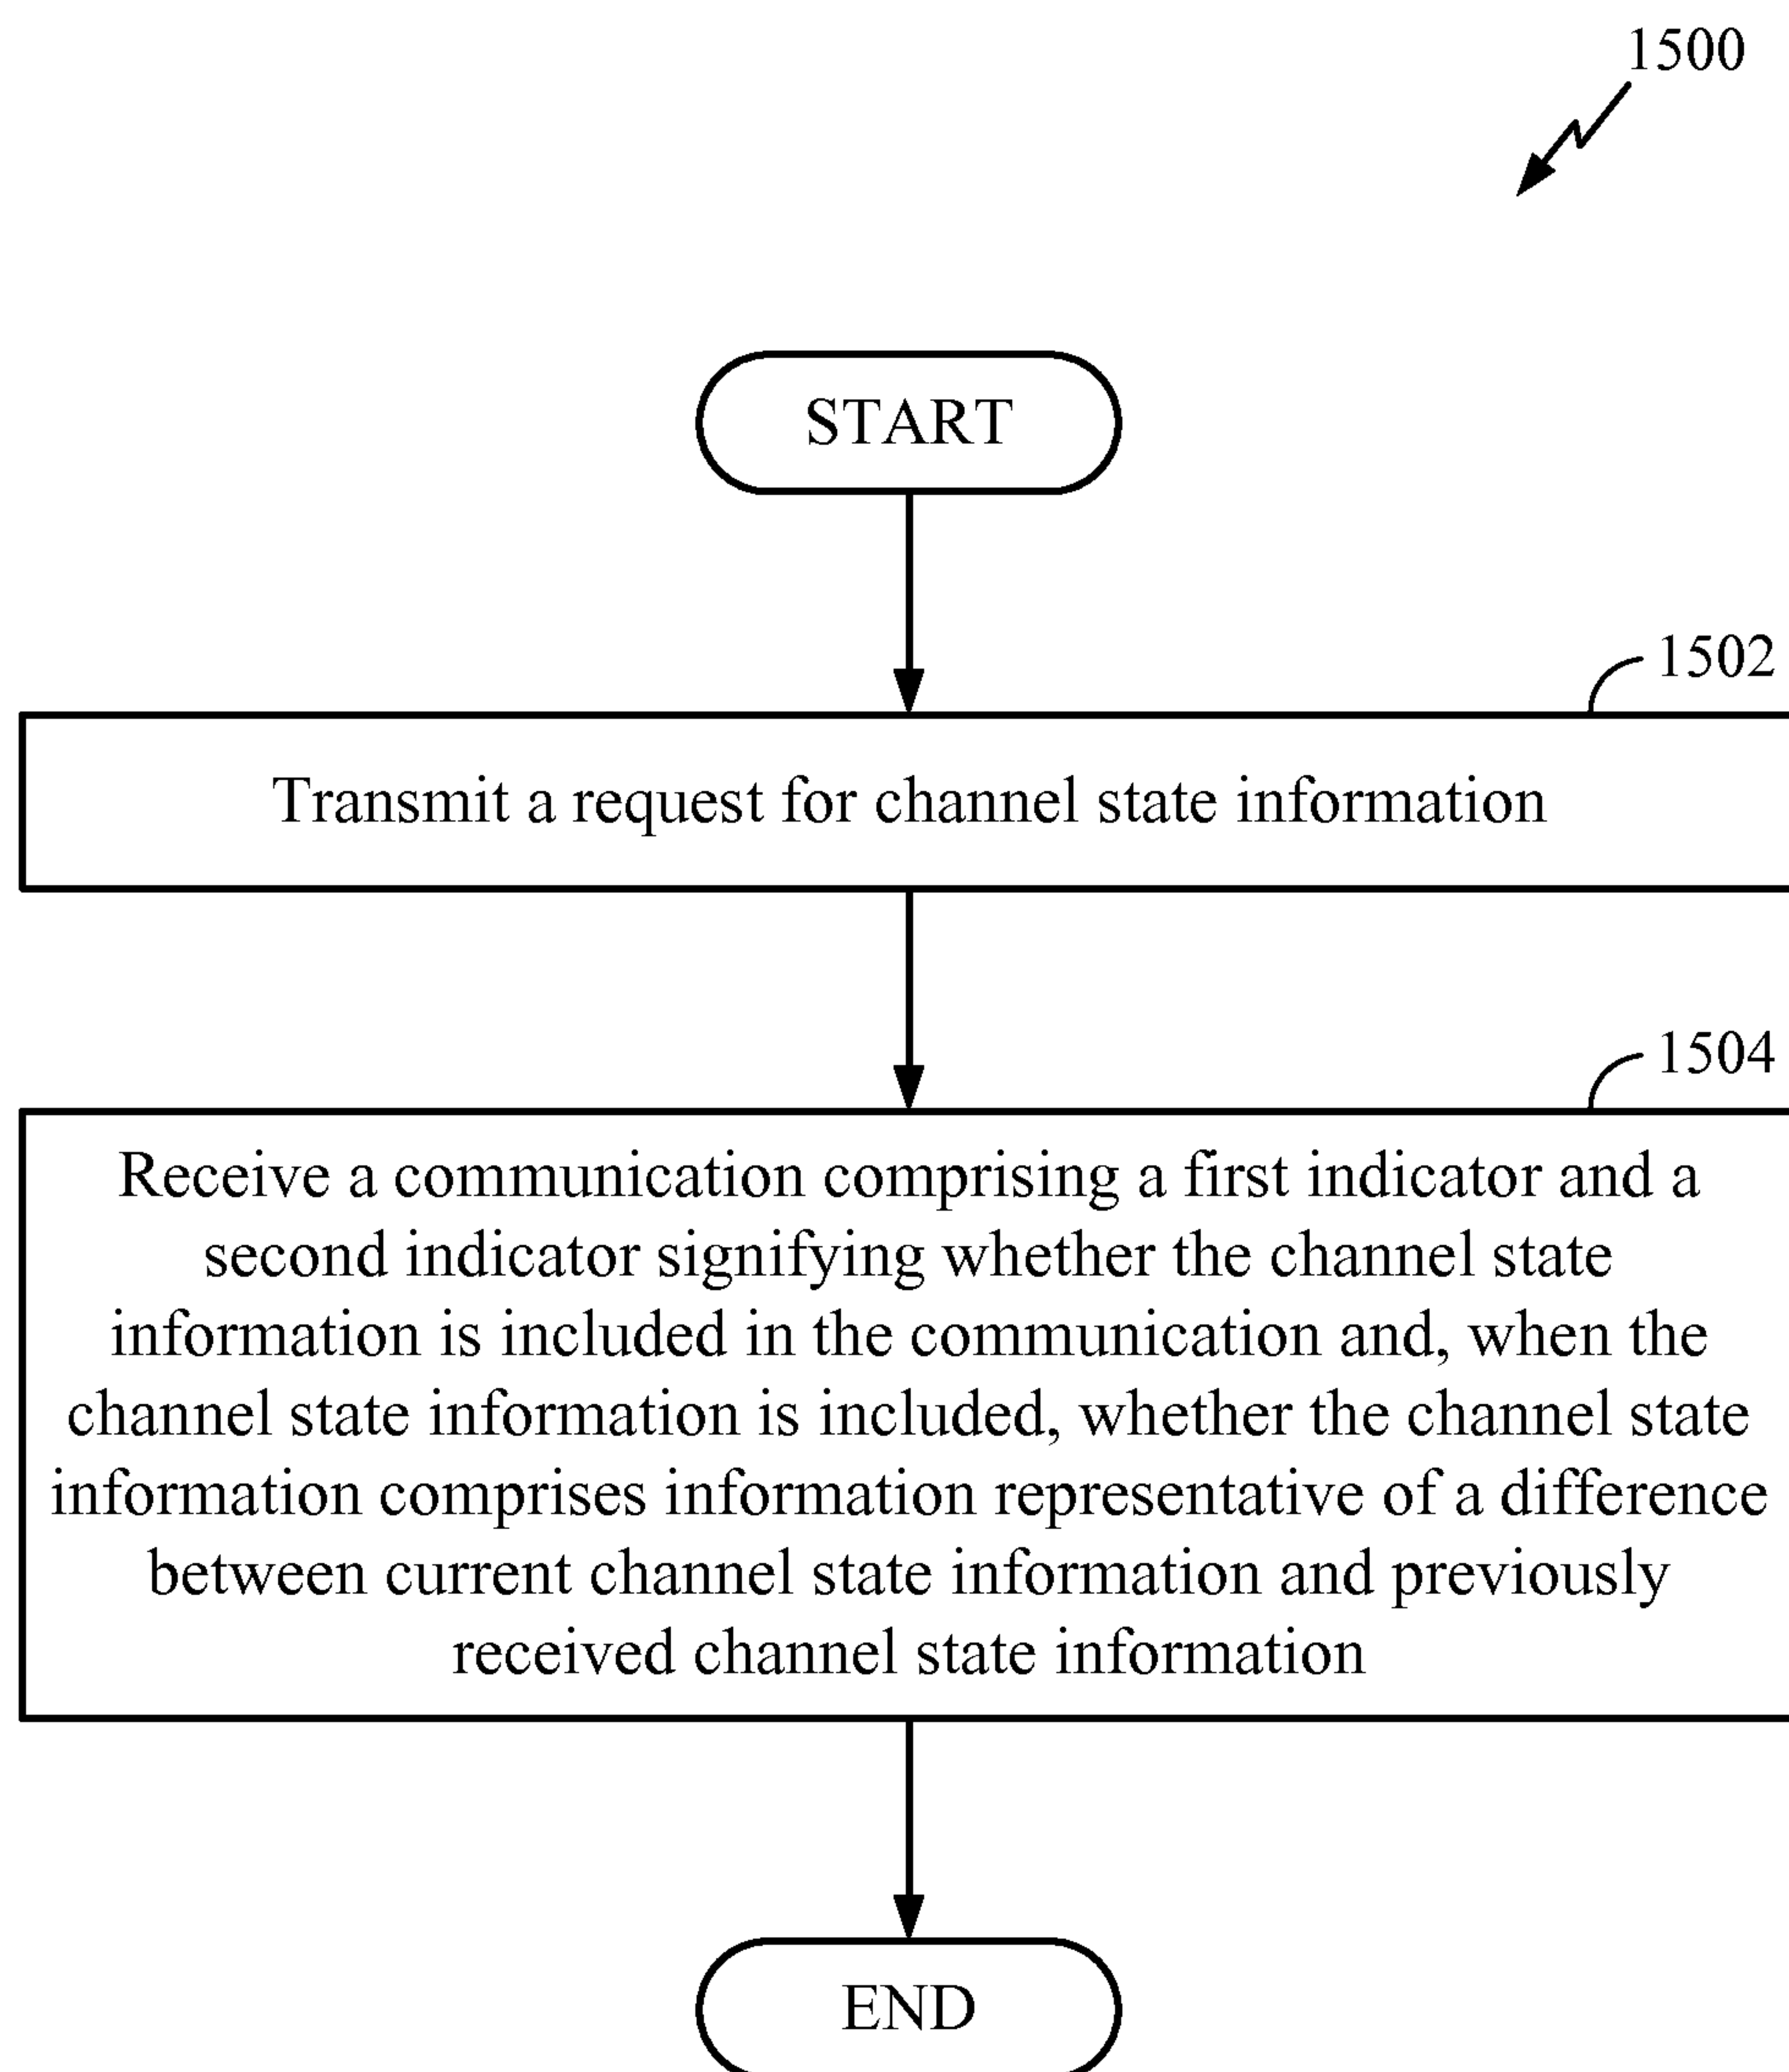 1500
START
1502
Transmit a request for channel state information
1504
Receive a communication comprising a first indicator and a
second indicator signifying whether the channel state
information is included in the communication and, when the
channel state information is included, whether the channel state
information comprises information representative of a difference
between current channel state information and previously
received channel state information
END